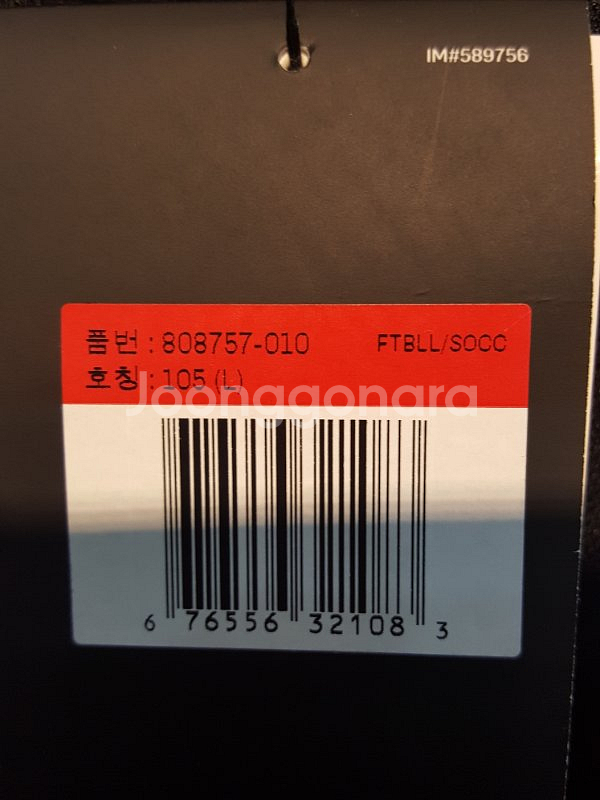 IM#589756
품번 : 808757-010 FTBLL/SOCC
호칭 : 105 (L)
Joonggonara
6 76556 32108 3